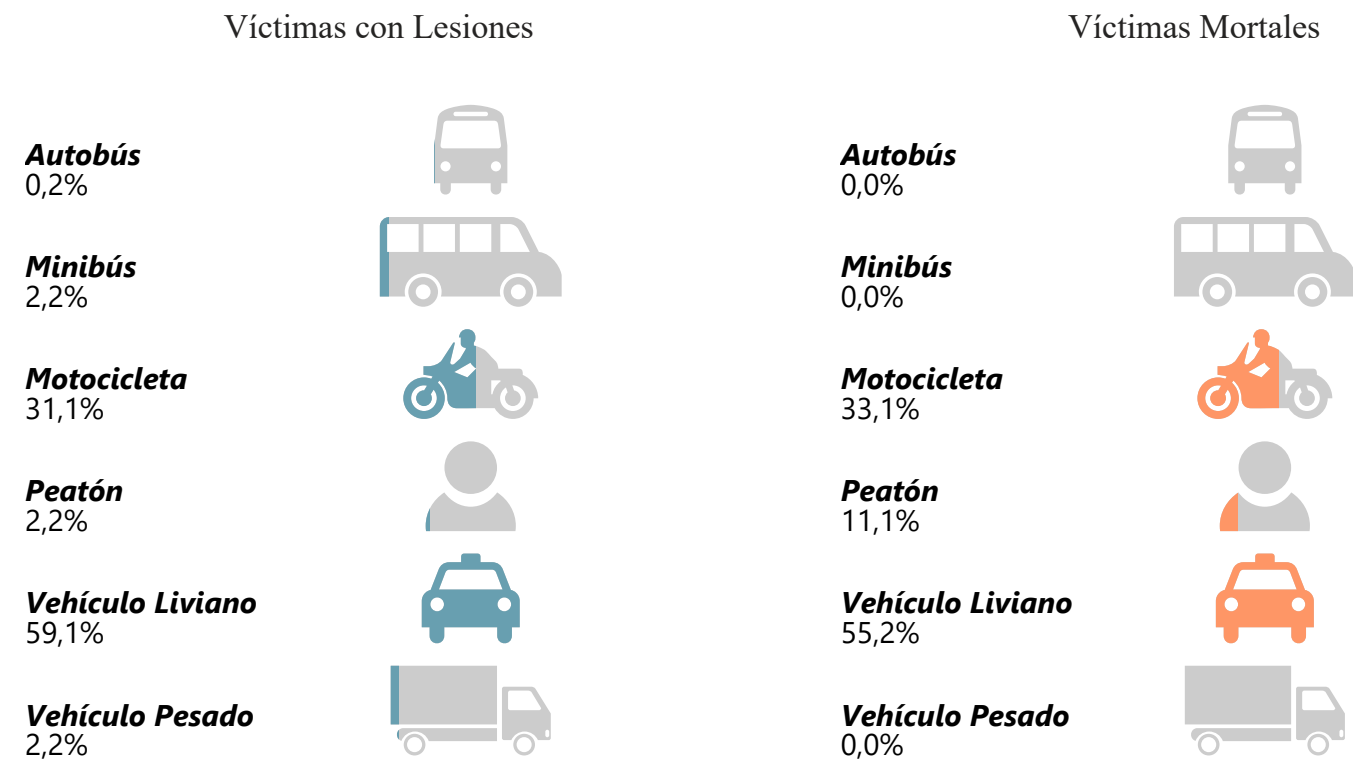 Víctimas con Lesiones
Autobús
0,2%
Minibús
2,2%
Motocicleta
31,1%
Peatón
2,2%
Vehículo Liviano
59,1%
Vehículo Pesado
2,2%
Víctimas Mortales
Autobús
0,0%
Minibús
0,0%
Motocicleta
33,1%
Peatón
11,1%
Vehículo Liviano
55,2%
Vehículo Pesado
0,0%